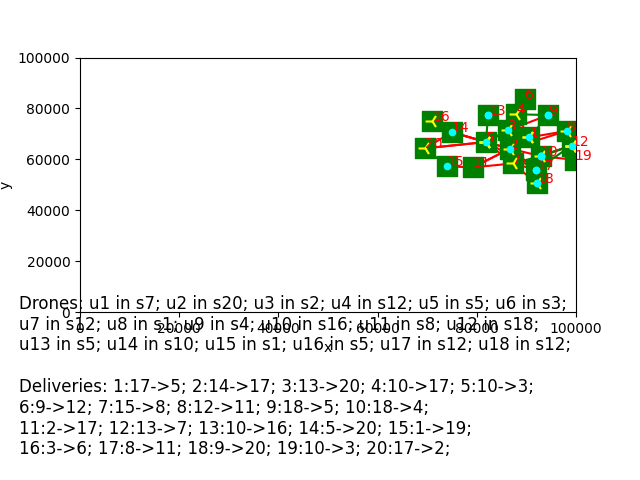 100000
80000
60000
40000
20000
0
y
0
20000
40000
60000
80000
100000
x
16
14
12
19
Drones: u1 in s7; u2 in s20; u3 in s2; u4 in s12; u5 in s5; u6 in s3;
u7 in s12; u8 in s1; u9 in s4; u10 in s16; u11 in s8; u12 in s18;
u13 in s5; u14 in s10; u15 in s1; u16 in s5; u17 in s12; u18 in s12;
Deliveries: 1:17->5; 2:14->17; 3:13->20; 4:10->17; 5:10->3;
6:9->12; 7:15->8; 8:12->11; 9:18->5; 10:18->4;
11:2->17; 12:13->7; 13:10->16; 14:5->20; 15:1->19;
16:3->6; 17:8->11; 18:9->20; 19:10->3; 20:17->2;